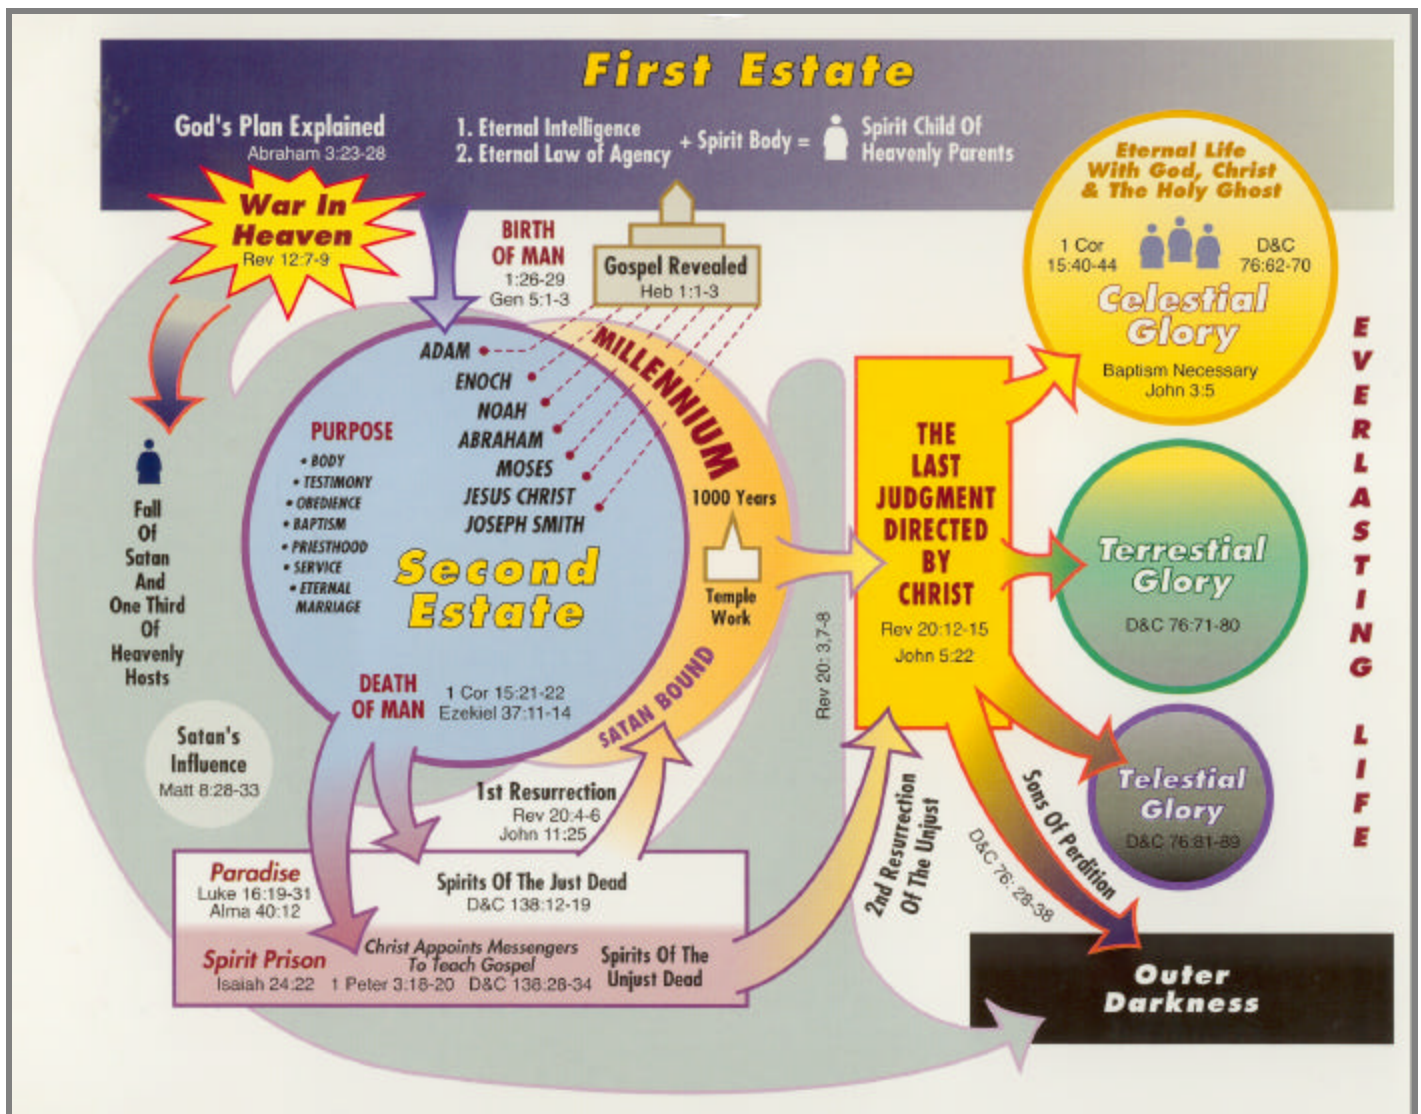 First Estate
God's Plan Explained
Abraham 3:23-28
1. Eternal Intelligence
2. Eternal Law of Agency
+ Spirit Body =
Spirit Child Of
Heavenly Parents
War In
Heaven
Rev 12:7-9
BIRTH
OF MAN
1:26-29
Gen 5:1-3
Gospel Revealed
Heb 1:1-3
Eternal Life
With God, Christ
& The Holy Ghost
1 Cor
15:40-44
D&C
76:62-70
Celestial
Glory
Baptism Necessary
John 3:5
Fall
Of
Satan
And
One Third
Of
Heavenly
Hosts
Satan's
Influence
Matt 8:28-33
ADAM
ENOCH
NOAH
ABRAHAM
MOSES
JESUS CHRIST
JOSEPH SMITH
PURPOSE
• BODY
• TESTIMONY
• OBEDIENCE
• BAPTISM
• PRIESTHOOD
• SERVICE
• ETERNAL
MARRIAGE
Second
Estate
DEATH
OF MAN
1 Cor 15:21-22
Ezekiel 37:11-14
MILLENNIUM
1000 Years
Temple
Work
SATAN BOUND
1st Resurrection
Rev 20:4-6
John 11:25
Rev 20: 3,7-8
THE
LAST
JUDGMENT
DIRECTED
BY
CHRIST
Rev 20:12-15
John 5:22
Terrestial
Glory
D&C 76:71-80
Telestial
Glory
D&C 76:81-89
EVERLASTING LIFE
Paradise
Luke 16:19-31
Alma 40:12
Spirits Of The Just Dead
D&C 138:12-19
Spirit Prison
Isaiah 24:22
Christ Appoints Messengers
To Teach Gospel
1 Peter 3:18-20 D&C 138:28-34
Spirits Of The
Unjust Dead
2nd Resurrection
Of The Unjust
Sons Of Perdition
D&C 76: 28-38
Outer
Darkness